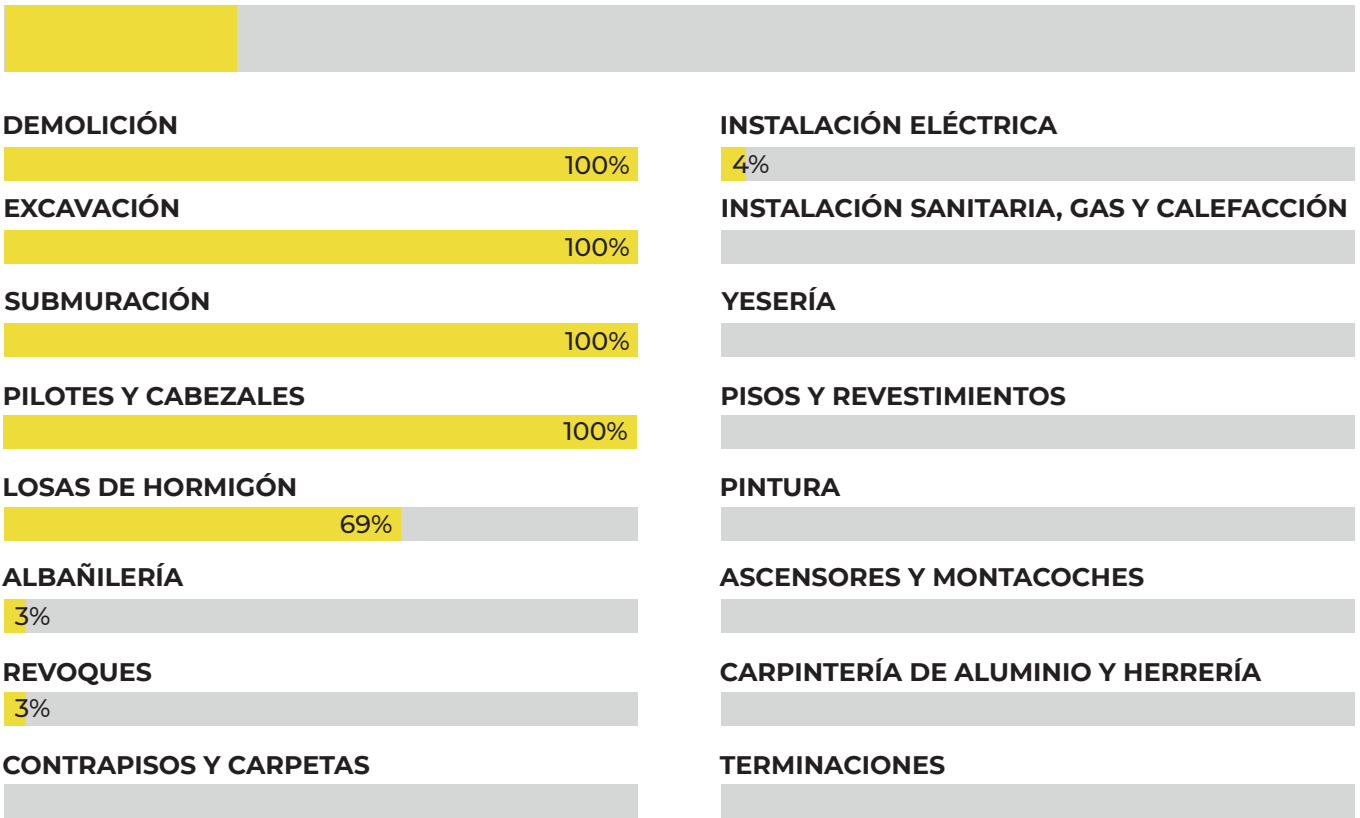 DEMOLICIÓN
100%
EXCAVACIÓN
100%
SUBMURACIÓN
100%
PILOTES Y CABEZALES
100%
LOSAS DE HORMIGÓN
69%
ALBAÑILERÍA
3%
REVOQUES
3%
CONTRAPISOS Y CARPETAS
INSTALACIÓN ELÉCTRICA
4%
INSTALACIÓN SANITARIA, GAS Y CALEFACCIÓN
YESERÍA
PISOS Y REVESTIMIENTOS
PINTURA
ASCENSORES Y MONTACOCHES
CARPINTERÍA DE ALUMINIO Y HERRERÍA
TERMINACIONES